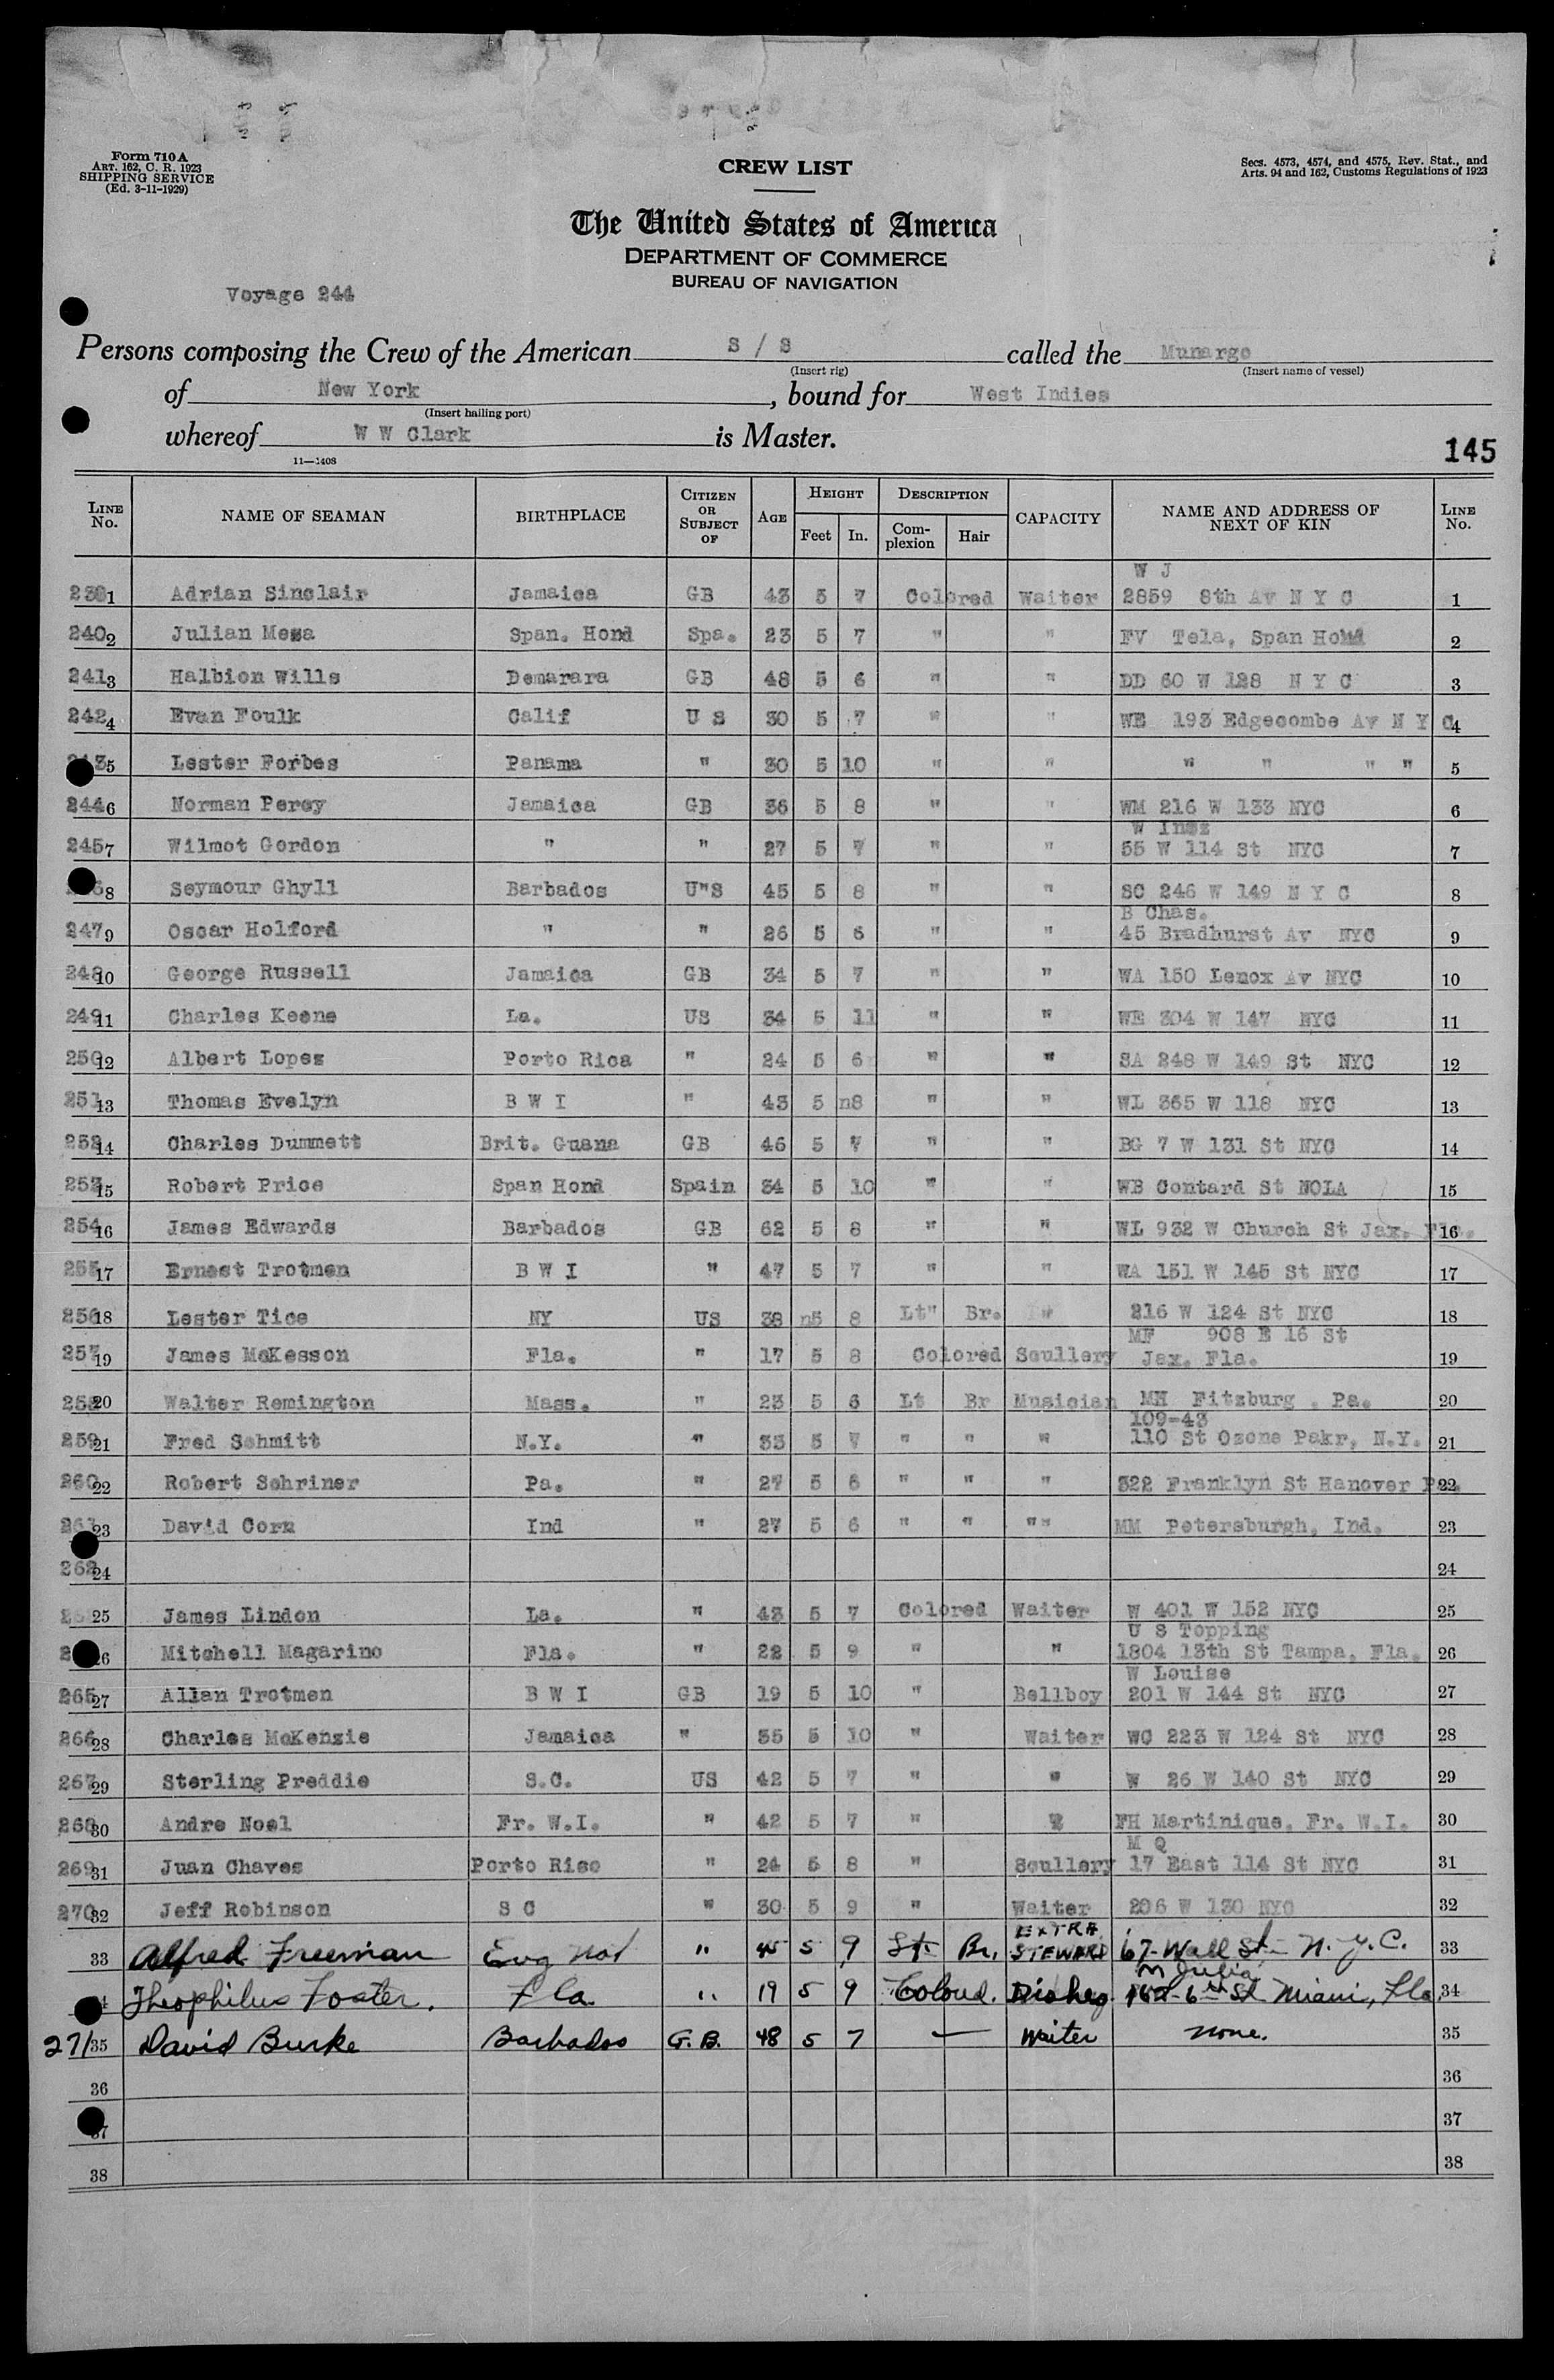 Form 710A
ART. 162, C. R. 1923
SHIPPING SERVICE
(Ed. 3-11-1929)
CREW LIST
Secs. 4573, 4574, and 4575, Rev. Stat., and
Arts. 94 and 162, Customs Regulations of 1923
The United States of America
DEPARTMENT OF COMMERCE
BUREAU OF NAVIGATION
Voyage 244
Persons composing the Crew of the American S / S called the Munargo
(Insert rig) (Insert name of vessel)
of New York, bound for West Indies
(Insert hailing port)
whereof W W Clark is Master.
11—1408
145
LINE No. NAME OF SEAMAN BIRTHPLACE CITIZEN OR SUBJECT OF AGE HEIGHT Feet In. DESCRIPTION Complexion Hair CAPACITY NAME AND ADDRESS OF NEXT OF KIN LINE No.
W J
1 Adrian Sinclair Jamaica GB 43 5 7 Colored Waiter 2859 8th Av N Y C 1
240 2 Julian Mesa Span. Hond Spa. 23 5 7 " " FV Tela, Span Hond 2
241 3 Halbion Wills Demarara GB 48 5 6 " " DD 60 W 128 N Y C 3
242 4 Evan Foulk Calif U S 30 5 7 " " WE 193 Edgecombe Av N Y C 4
5 Lester Forbes Panama " 30 5 10 " " " " " " 5
244 6 Norman Percy Jamaica GB 36 5 8 " " WM 216 W 133 NYC 6
W Inez
245 7 Wilmot Gordon " " 27 5 7 " " 55 W 114 St NYC 7
8 Seymour Ghyll Barbados U"S 45 5 8 " " SC 246 W 149 N Y C 8
B Chas.
247 9 Oscar Holford " " 26 5 6 " " 45 Bradhurst Av NYC 9
248 10 George Russell Jamaica GB 34 5 7 " " WA 150 Lenox Av NYC 10
249 11 Charles Keene La. US 34 5 11 " " WE 304 W 147 NYC 11
250 12 Albert Lopez Porto Rica " 24 5 6 " " SA 248 W 149 St NYC 12
251 13 Thomas Evelyn B W I " 43 5 n8 " " WL 365 W 118 NYC 13
252 14 Charles Dummett Brit. Guana GB 46 5 7 " " BG 7 W 131 St NYC 14
253 15 Robert Price Span Hond Spain 34 5 10 " " WB Contard St NOLA 15
254 16 James Edwards Barbados GB 62 5 8 " " WL 932 W Church St Jax. Fla. 16
255 17 Ernest Trotmen B W I " 47 5 7 " " WA 151 W 145 St NYC 17
256 18 Lester Tice NY US 38 n5 8 Lt" Br. " 216 W 124 St NYC 18
MF 908 E 16 St
257 19 James McKesson Fla. " 17 5 8 Colored Scullery Jax. Fla. 19
258 20 Walter Remington Mass. " 23 5 6 Lt Br Musician MH Fitzburg . Pa. 20
109-43
259 21 Fred Schmitt N.Y. " 33 5 7 " " " 110 St Ozone Pakr, N.Y. 21
260 22 Robert Schriner Pa. " 27 5 " " " 322 Franklyn St Hanover Pa. 22
261 23 David Corn Ind " 27 5 6 " " "" MM Petersburgh, Ind. 23
262 24 24
25 James Lindon La. " 43 5 7 Colored Waiter W 401 W 152 NYC 25
U S Topping
26 Mitchell Magarino Fla. " 22 5 9 " " 1804 13th St Tampa, Fla. 26
W Louise
265 27 Allan Trotmen B W I GB 19 5 10 " Bellboy 201 W 144 St NYC 27
266 28 Charles McKenzie Jamaica " 35 5 10 " Waiter WC 223 W 124 St NYC 28
267 29 Sterling Preddie S.C. US 42 5 7 " " W 26 W 140 St NYC 29
268 30 Andre Noel Fr. W.I. " 42 5 7 " FH Martinique, Fr. W.I. 30
M Q
269 31 Juan Chaves Porto Rico " 24 5 8 " Scullery 17 East 114 St NYC 31
270 32 Jeff Robinson S C " 30 5 9 " Waiter 206 W 130 NYC 32
EXTRA
33 Alfred Freeman Eng Nat " 45 5 9 Lt. Br. STEWARD 67-Wall St- N. Y. C. 33
M Julia
Theophilus Foster. Fla. " 19 5 9 Colored. Dishes 6th St Miami, Fla. 34
271 35 David Burke Barbados G.B. 48 5 7 — Waiter none. 35
36 36
37 37
38 38